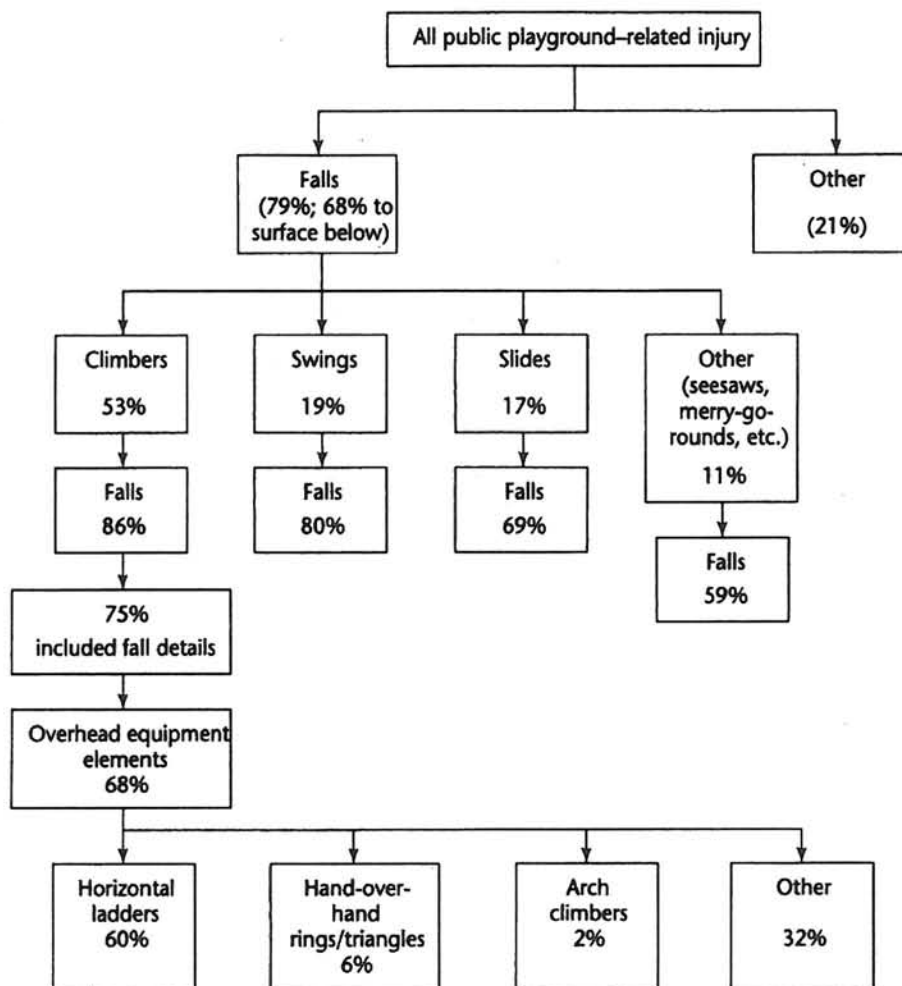 All public playground–related injury
Falls
(79%; 68% to
surface below)
Other
(21%)
Climbers
53%
Swings
19%
Slides
17%
Other
(seesaws,
merry-go-
rounds, etc.)
11%
Falls
86%
Falls
80%
Falls
69%
Falls
59%
75%
included fall details
Overhead equipment
elements
68%
Horizontal
ladders
60%
Hand-over-
hand
rings/triangles
6%
Arch
climbers
2%
Other
32%